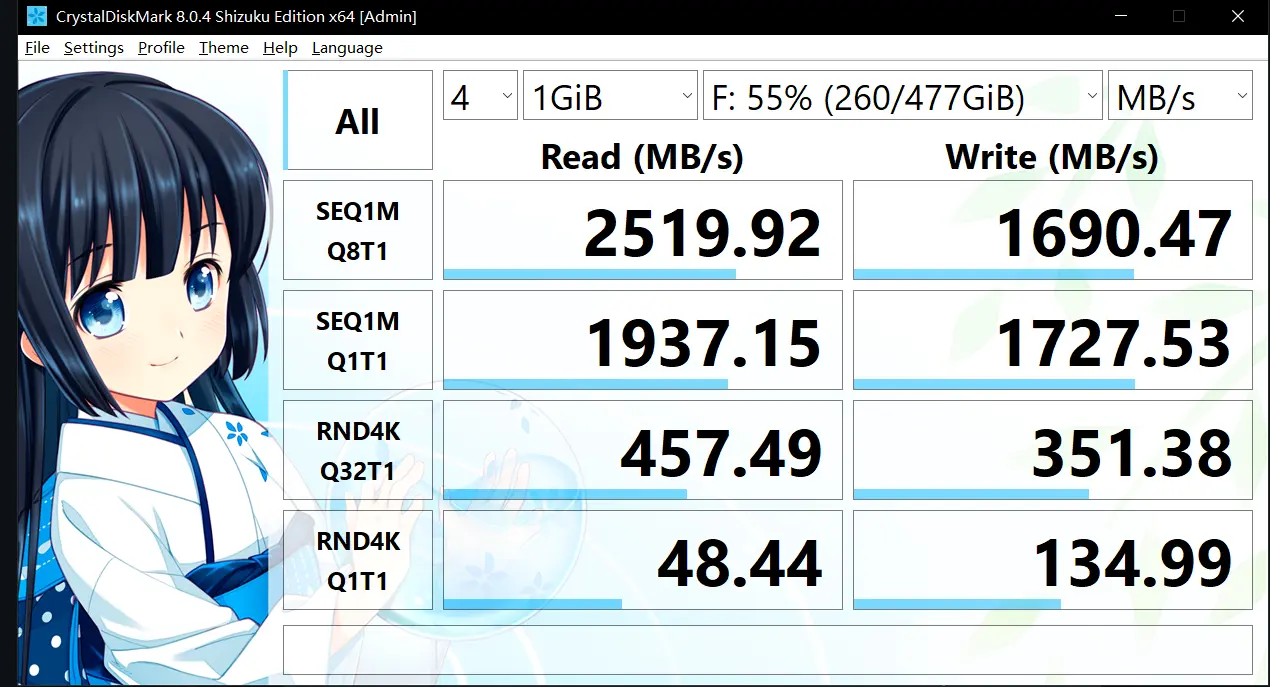 CrystalDiskMark 8.0.4 Shizuku Edition x64 [Admin]
File Settings Profile Theme Help Language
All
4 1GiB F: 55% (260/477GiB) MB/s
Read (MB/s) Write (MB/s)
SEQ1M
Q8T1
2519.92 1690.47
SEQ1M
Q1T1
1937.15 1727.53
RND4K
Q32T1
457.49 351.38
RND4K
Q1T1
48.44 134.99